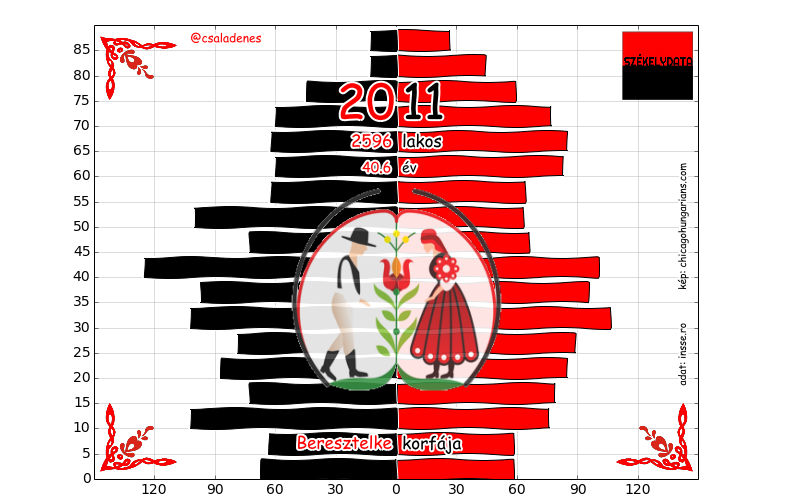 @csaladenes
SZÉKELYDATA
2011
2596 lakos
40.6 év
kép: chicagohungarians.com
adat: insse.ro
Beresztelke korfája
85
80
75
70
65
60
55
50
45
40
35
30
25
20
15
10
5
0
120 90 60 30 0 30 60 90 120